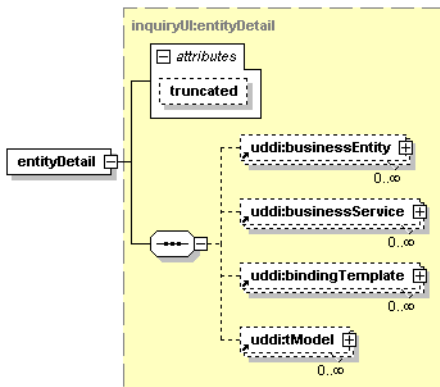 inquiryUI:entityDetail
attributes
truncated
entityDetail
uddi:businessEntity
0..∞
uddi:businessService
0..∞
uddi:bindingTemplate
0..∞
uddi:tModel
0..∞